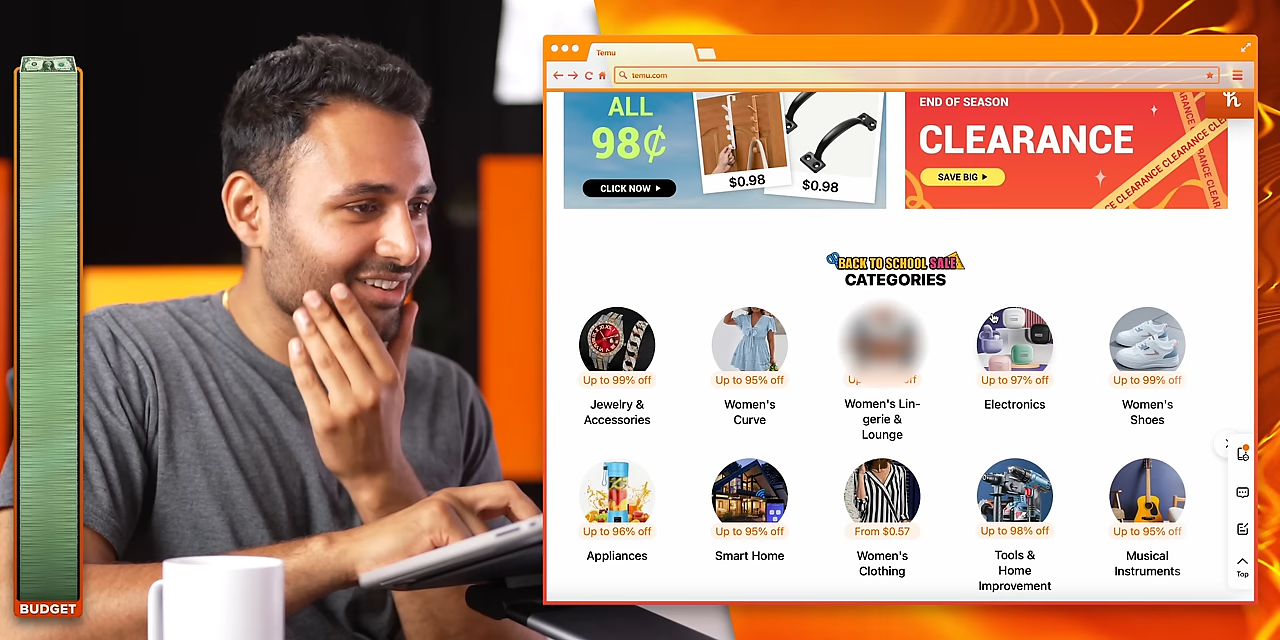 Temu
temu.com
ALL
98¢
CLICK NOW
$0.98
$0.98
END OF SEASON
CLEARANCE
SAVE BIG
CE CLEARANCE CLEARANCE CLE
BACK TO SCHOOL SALE
CATEGORIES
Up to 99% off
Jewelry &
Accessories
Up to 95% off
Women's
Curve
Women's Lin-
gerie &
Lounge
Up to 97% off
Electronics
Up to 99% off
Women's
Shoes
Up to 96% off
Appliances
Up to 95% off
Smart Home
From $0.57
Women's
Clothing
Up to 98% off
Tools &
Home
Improvement
Up to 95% off
Musical
Instruments
Top
BUDGET